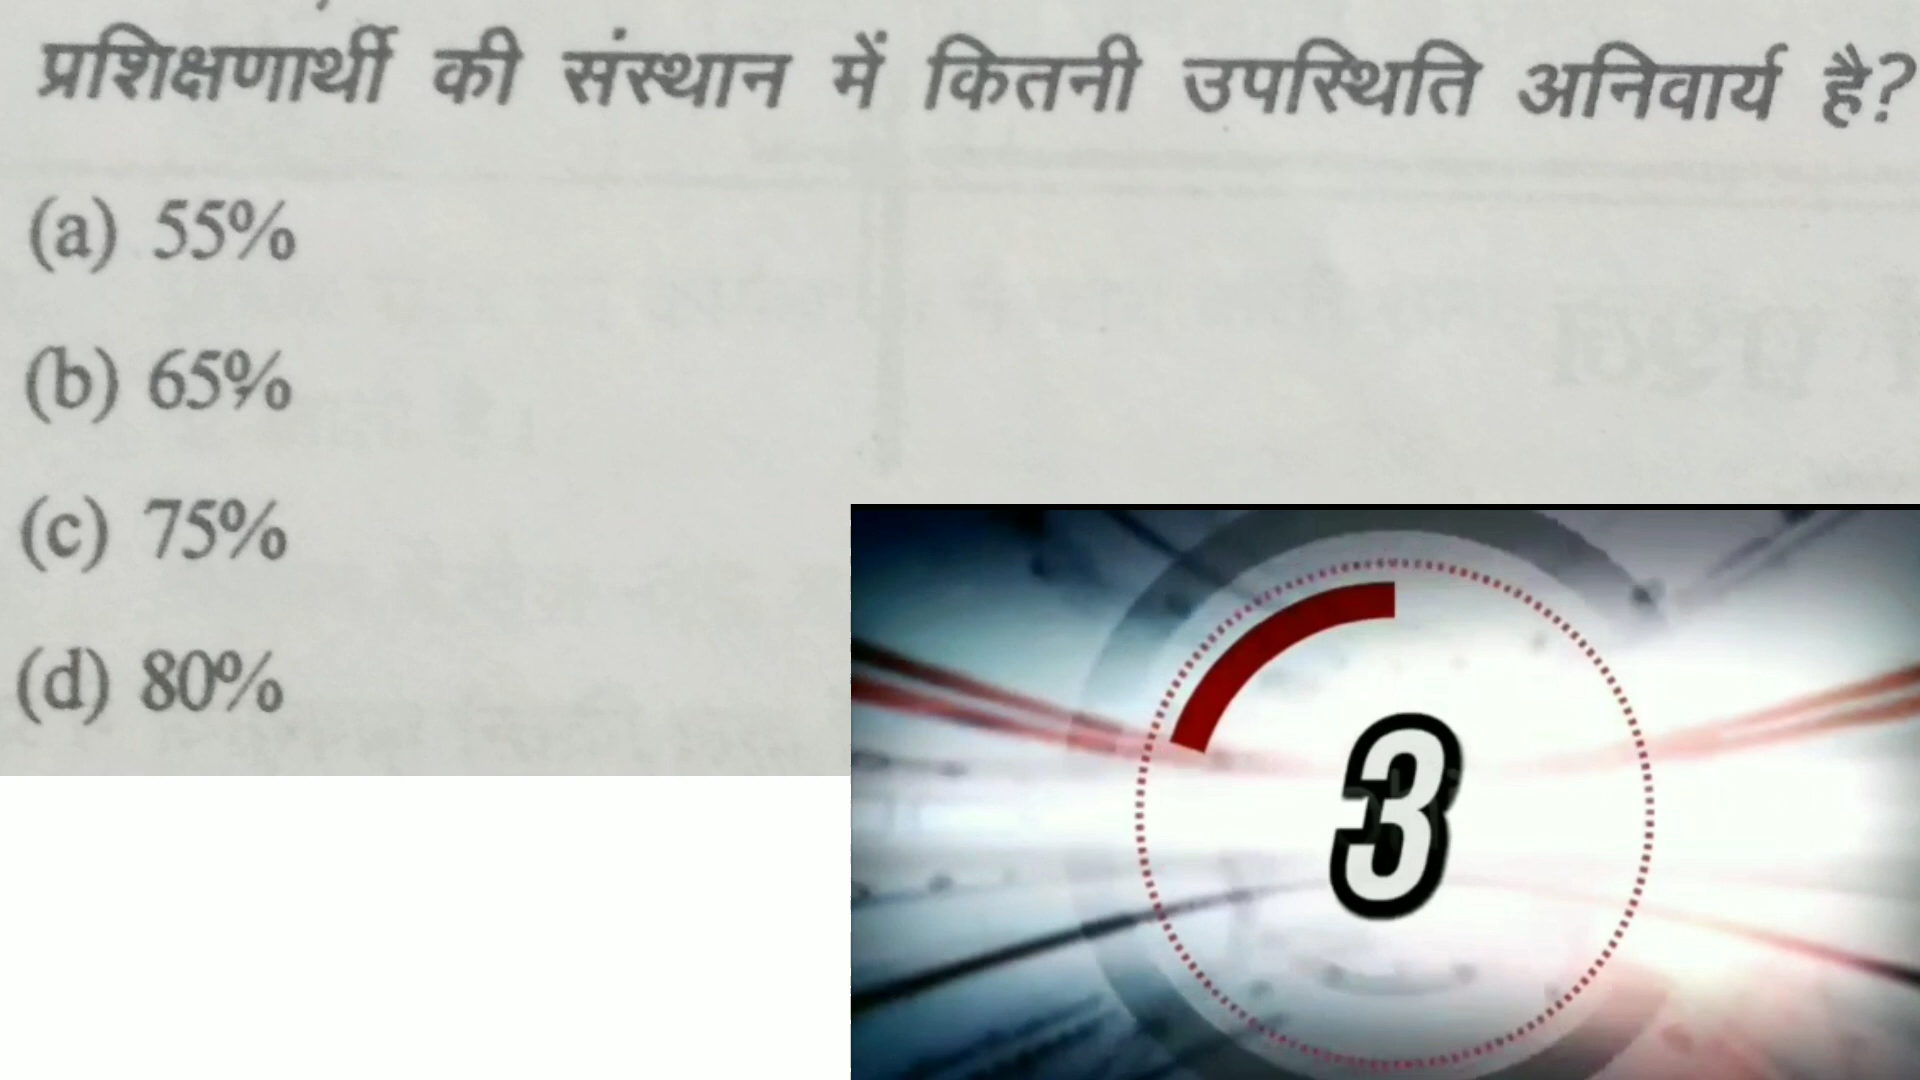 प्रशिक्षणार्थी की संस्थान में कितनी उपस्थिति अनिवार्य है?
(a) 55%
(b) 65%
(c) 75%
(d) 80%
3